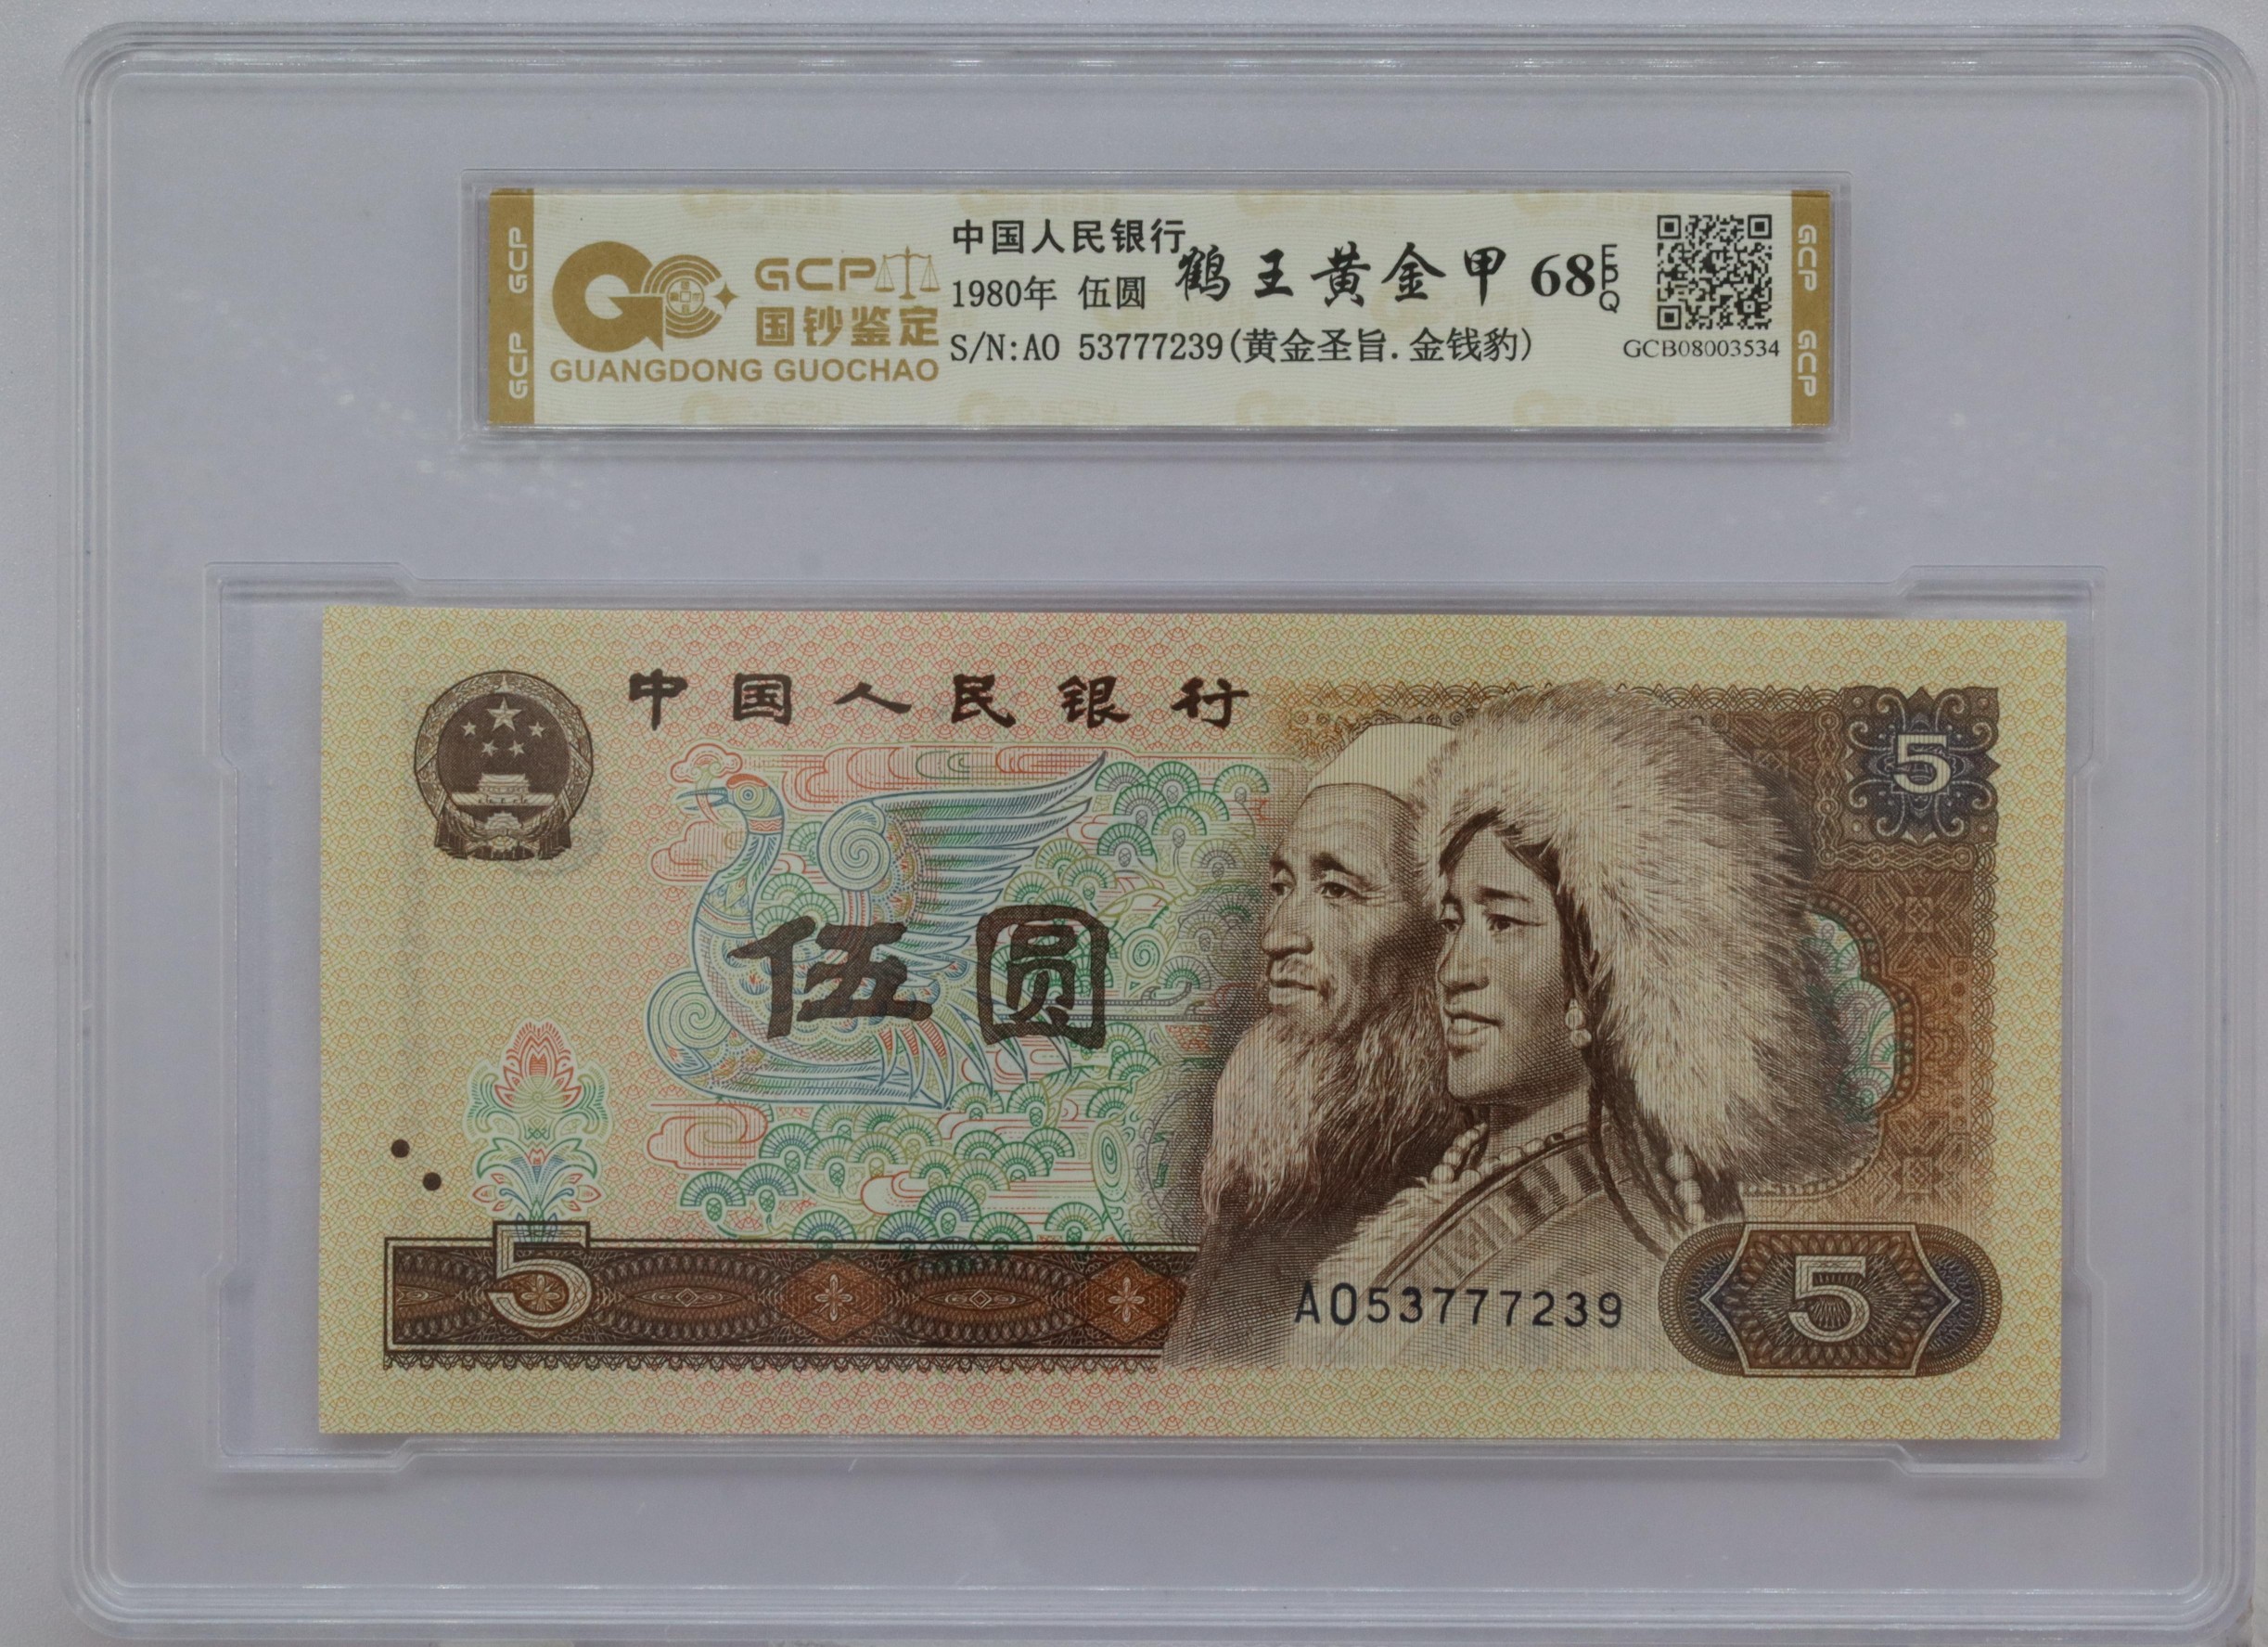 GCP
GCP
GCP
国钞鉴定
GUANGDONG GUOCHAO
中国人民银行
1980年 伍圆
鹤王黄金甲 68 EPQ
S/N:AO 53777239(黄金圣旨.金钱豹)
GCB08003534
GCP
GCP
中国人民银行
5
伍圆
5
AO53777239
5